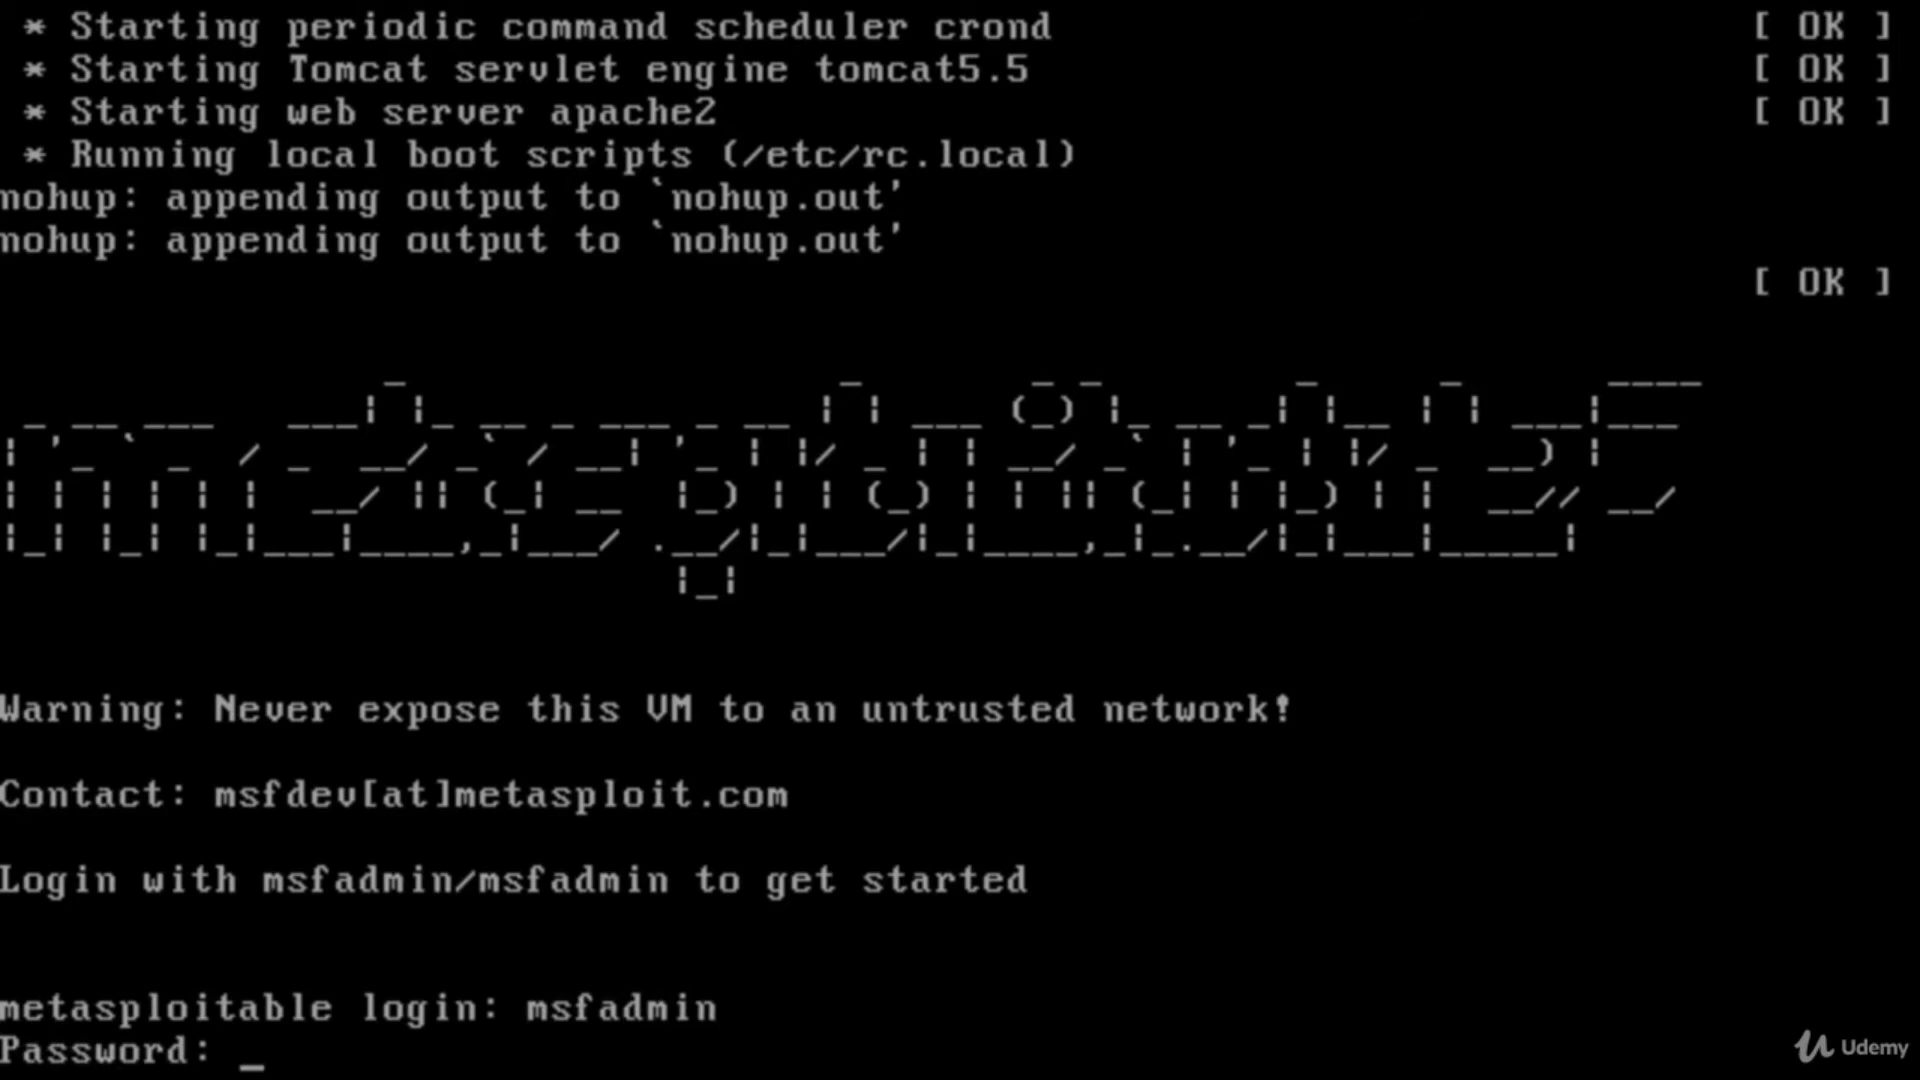 * Starting periodic command scheduler crond [ OK ]
* Starting Tomcat servlet engine tomcat5.5 [ OK ]
* Starting web server apache2 [ OK ]
* Running local boot scripts (/etc/rc.local)
nohup: appending output to `nohup.out'
nohup: appending output to `nohup.out'
[ OK ]
metasploitable2
Warning: Never expose this VM to an untrusted network!
Contact: msfdev[at]metasploit.com
Login with msfadmin/msfadmin to get started
metasploitable login: msfadmin
Password: _
Udemy